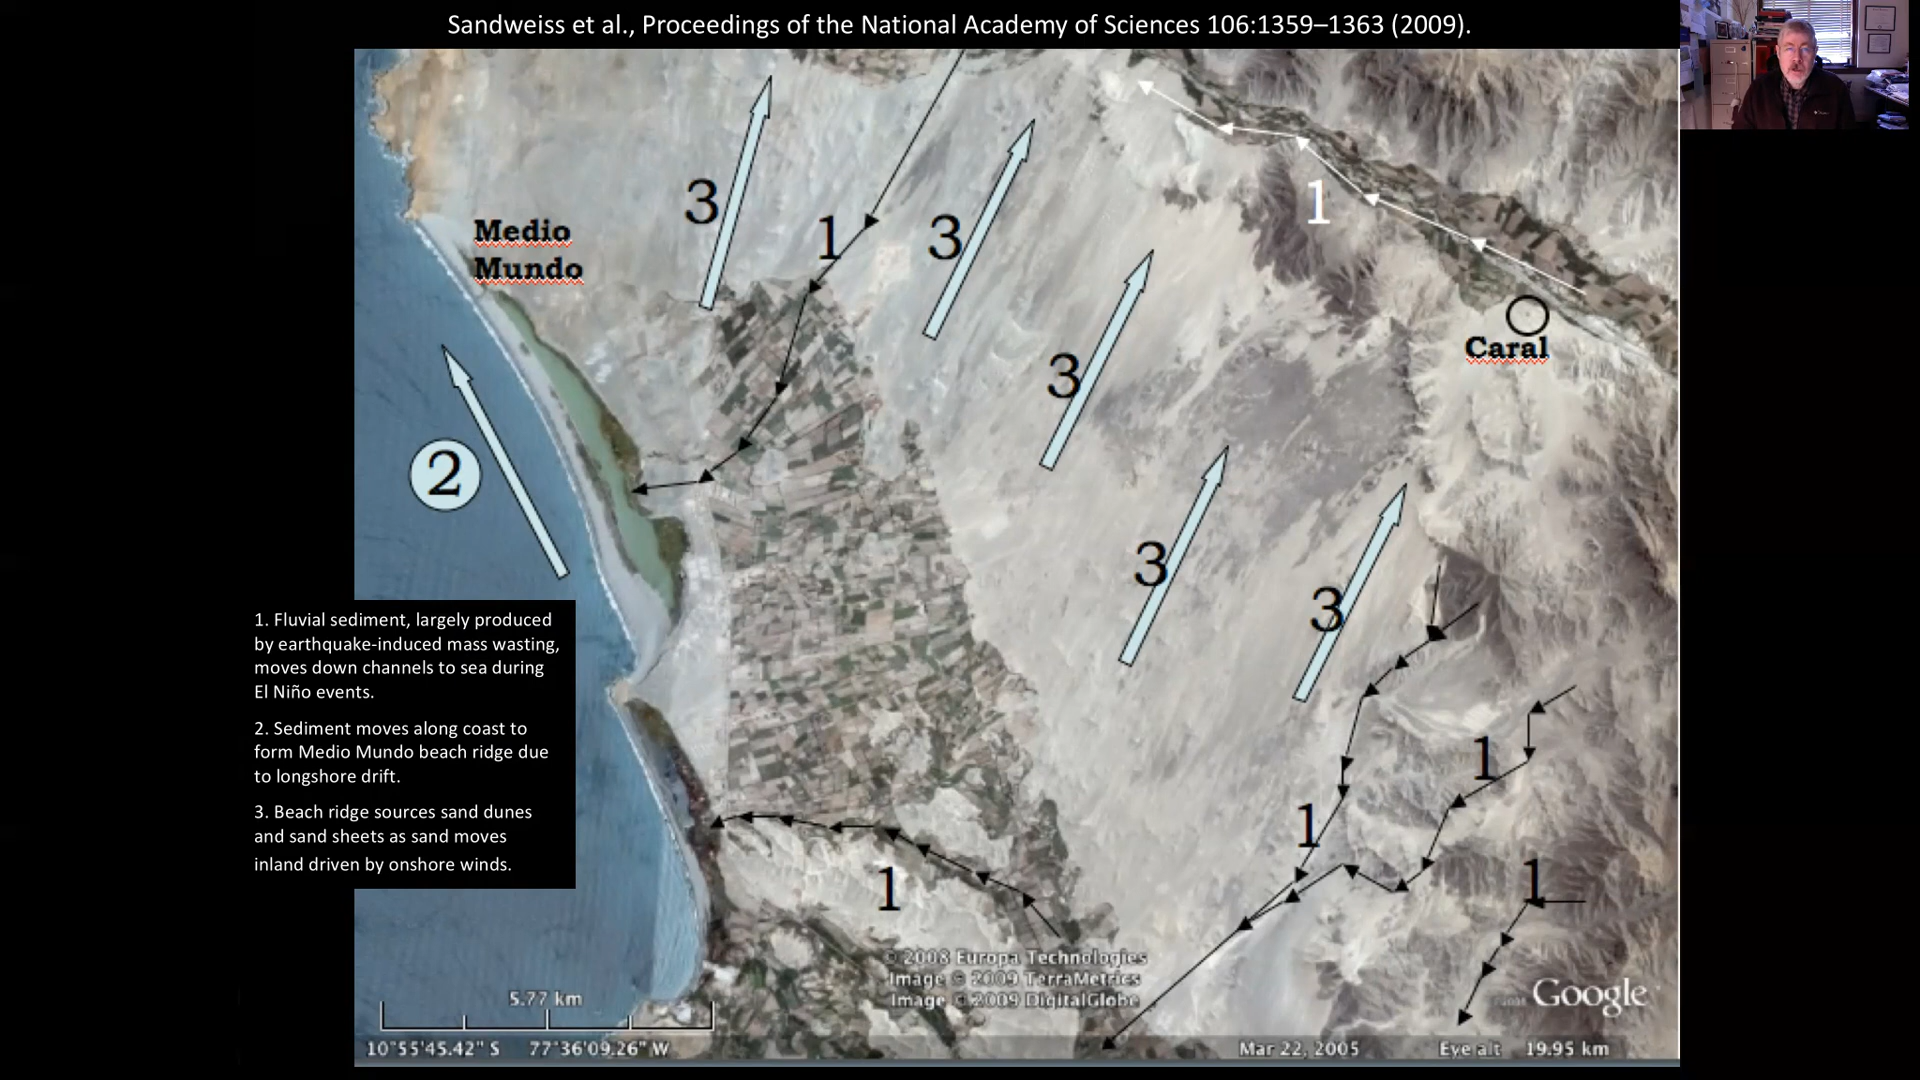 Sandweiss et al., Proceedings of the National Academy of Sciences 106:1359–1363 (2009).
3
1
3
1
Medio
Mundo
3
Caral
2
3
3
1
1
1
1
1. Fluvial sediment, largely produced
by earthquake-induced mass wasting,
moves down channels to sea during
El Niño events.
2. Sediment moves along coast to
form Medio Mundo beach ridge due
to longshore drift.
3. Beach ridge sources sand dunes
and sand sheets as sand moves
inland driven by onshore winds.
© 2008 Europa Technologies
Image © 2009 TerraMetrics
Image © 2009 DigitalGlobe
Google
5.77 km
10°55'45.42" S 77°36'09.26" W
Mar 22, 2005
Eye alt 19.95 km